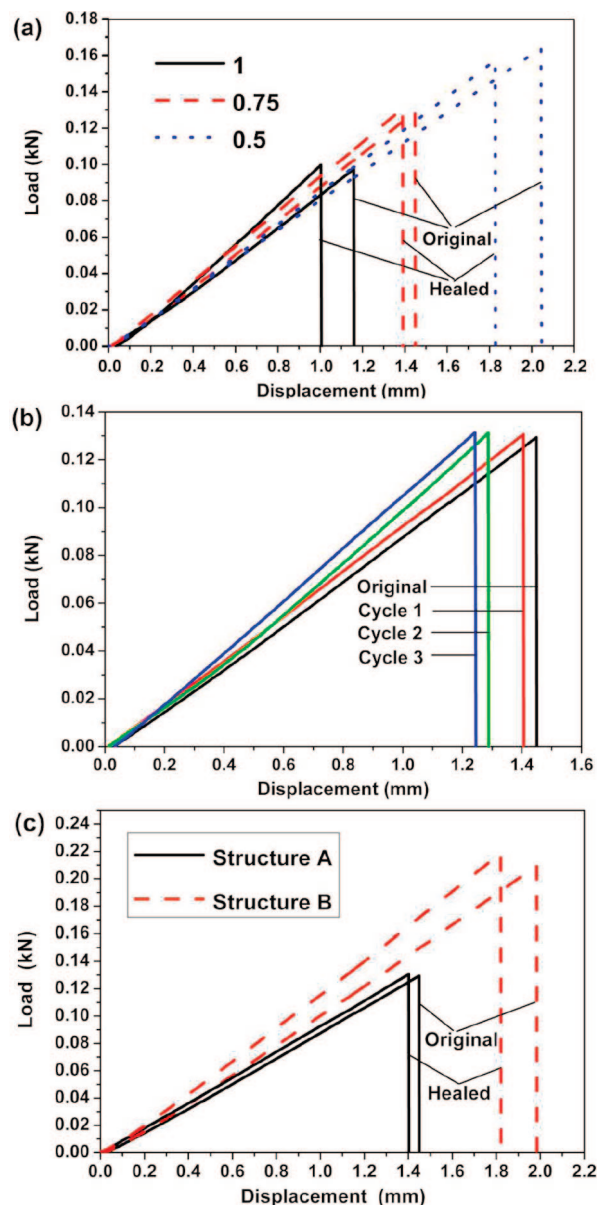 (a)
0.18
0.16
0.14
0.12
0.10
0.08
0.06
0.04
0.02
0.00
Load (kN)
1
0.75
0.5
Original
Healed
0.0 0.2 0.4 0.6 0.8 1.0 1.2 1.4 1.6 1.8 2.0 2.2
Displacement (mm)
(b)
0.14
0.12
0.10
0.08
0.06
0.04
0.02
0.00
Load (kN)
Original
Cycle 1
Cycle 2
Cycle 3
0.0 0.2 0.4 0.6 0.8 1.0 1.2 1.4 1.6
Displacement (mm)
(c)
0.24
0.22
0.20
0.18
0.16
0.14
0.12
0.10
0.08
0.06
0.04
0.02
0.00
Load (kN)
Structure A
Structure B
Original
Healed
0.0 0.2 0.4 0.6 0.8 1.0 1.2 1.4 1.6 1.8 2.0 2.2
Displacement (mm)